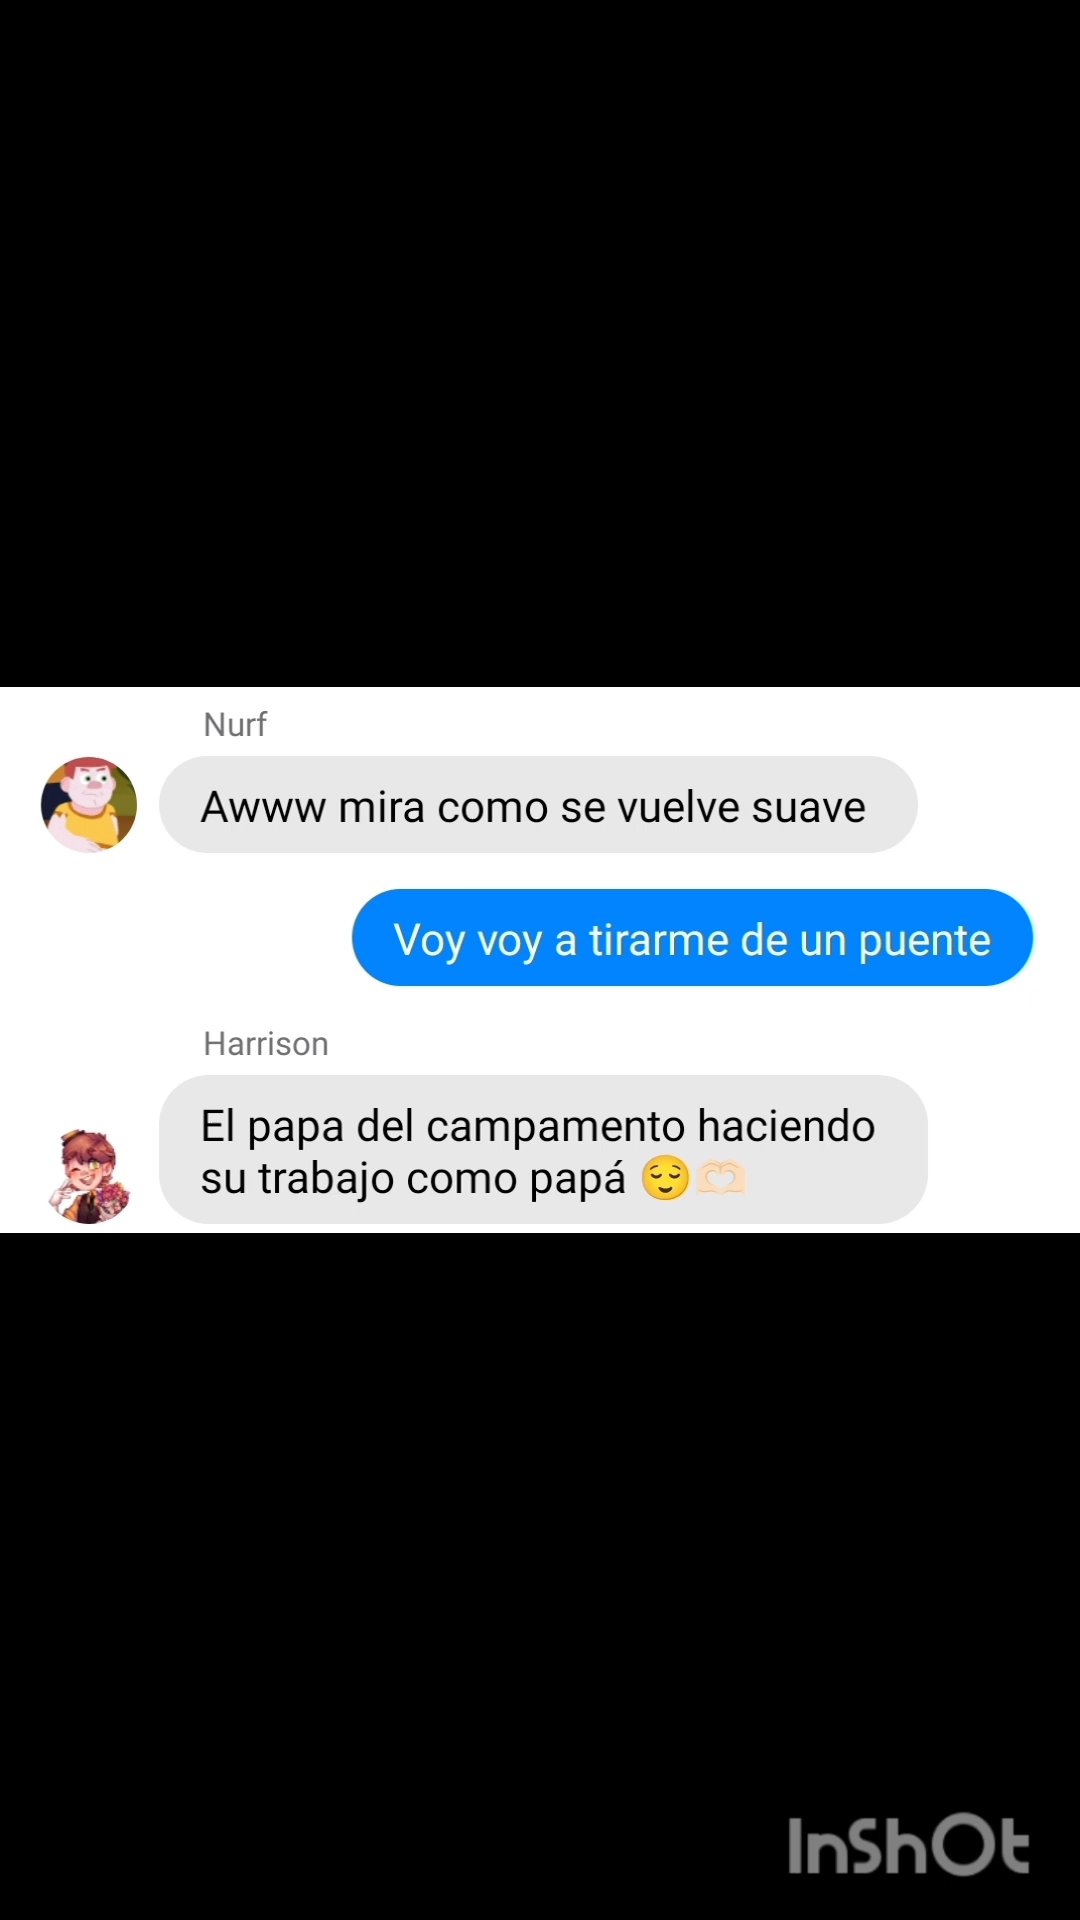 Nurf
Awww mira como se vuelve suave
Voy voy a tirarme de un puente
Harrison
El papa del campamento haciendo
su trabajo como papá 😌🫶🏻
InShOt